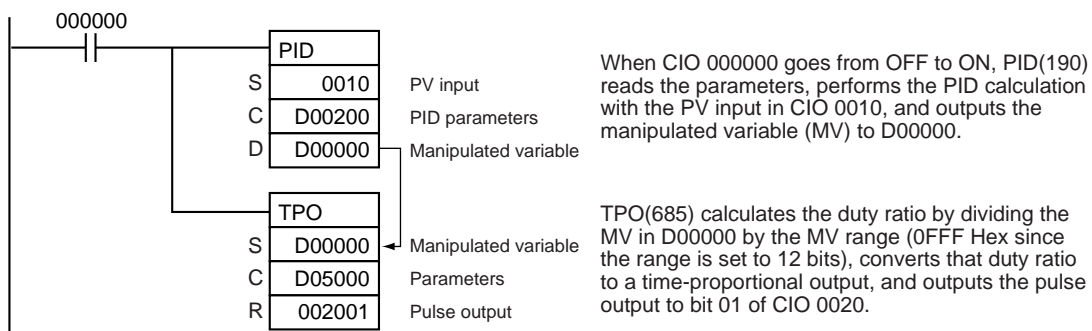 000000
PID
S 0010 PV input
C D00200 PID parameters
D D00000 Manipulated variable
When CIO 000000 goes from OFF to ON, PID(190)
reads the parameters, performs the PID calculation
with the PV input in CIO 0010, and outputs the
manipulated variable (MV) to D00000.
TPO
S D00000 Manipulated variable
C D05000 Parameters
R 002001 Pulse output
TPO(685) calculates the duty ratio by dividing the
MV in D00000 by the MV range (0FFF Hex since
the range is set to 12 bits), converts that duty ratio
to a time-proportional output, and outputs the pulse
output to bit 01 of CIO 0020.